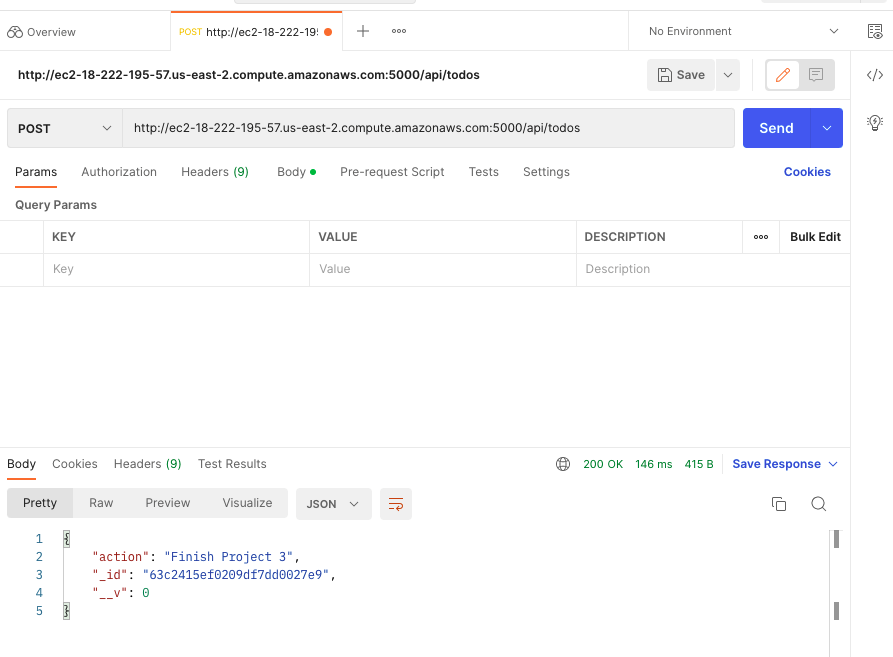 Overview
POST http://ec2-18-222-19
No Environment
http://ec2-18-222-195-57.us-east-2.compute.amazonaws.com:5000/api/todos
Save
POST
http://ec2-18-222-195-57.us-east-2.compute.amazonaws.com:5000/api/todos
Send
Params Authorization Headers (9) Body Pre-request Script Tests Settings Cookies
Query Params
KEY VALUE DESCRIPTION Bulk Edit
Key Value Description
Body Cookies Headers (9) Test Results 200 OK 146 ms 415 B Save Response
Pretty Raw Preview Visualize JSON
1 {
2 "action": "Finish Project 3",
3 "_id": "63c2415ef0209df7dd0027e9",
4 "__v": 0
5 }